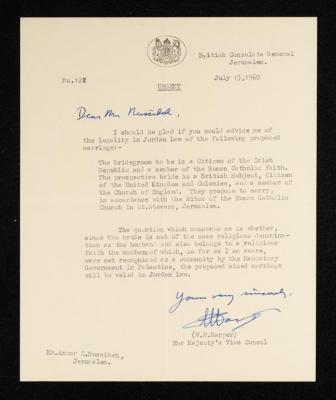 British Consulate General
Jerusalem.
No.122
July 13, 1960
URGENT
Dear Mr Nuseibeh,
I should be glad if you would advise me of
the legality in Jordan law of the following proposed
marriage:-
The bridegroom to be is a Citizen of the Irish
Republic and a member of the Roman Catholic faith.
The prospective bride is a British Subject, Citizen
of the United Kingdom and Colonies, and a member of the
Church of England. They propose to marry,
in accordance with the Rites of the Roman Catholic
Church in St.Stevens, Jerusalem.
The question which concerns me is whether,
since the bride is not of the same religious denomina-
tion as the husband and also belongs to a religious
faith the members of which, so far as I am aware,
were not recognised as a community by the Mandatory
Government in Palestine, the proposed mixed marriage
will be valid in Jordan law.
Yours very sincerely,
(W.H.Harper)
Her Majesty's Vice Consul
Mr.Anwar Z.Nuseibeh,
Jerusalem.